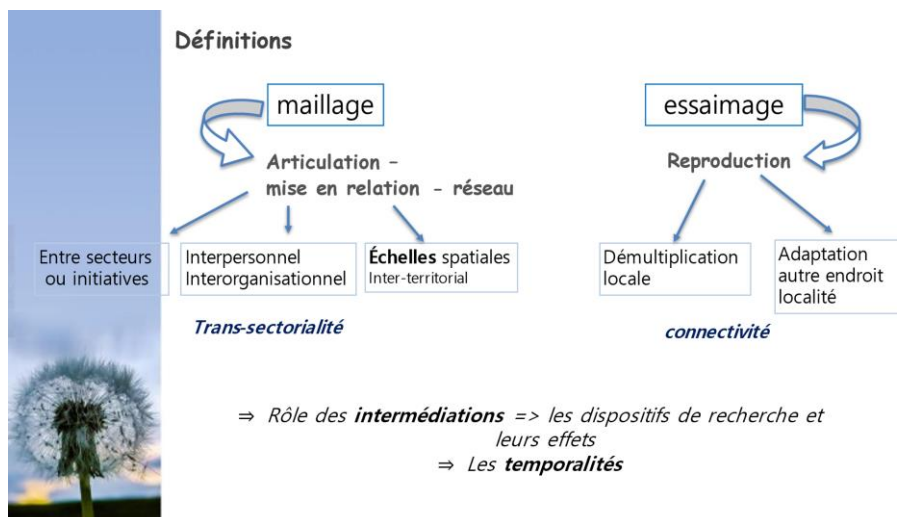 Définitions
maillage
essaimage
Articulation –
mise en relation - réseau
Reproduction
Entre secteurs
ou initiatives
Interpersonnel
Interorganisationnel
Échelles spatiales
Inter-territorial
Démultiplication
locale
Adaptation
autre endroit
localité
Trans-sectorialité
connectivité
⇒ Rôle des intermédiations => les dispositifs de recherche et
leurs effets
⇒ Les temporalités